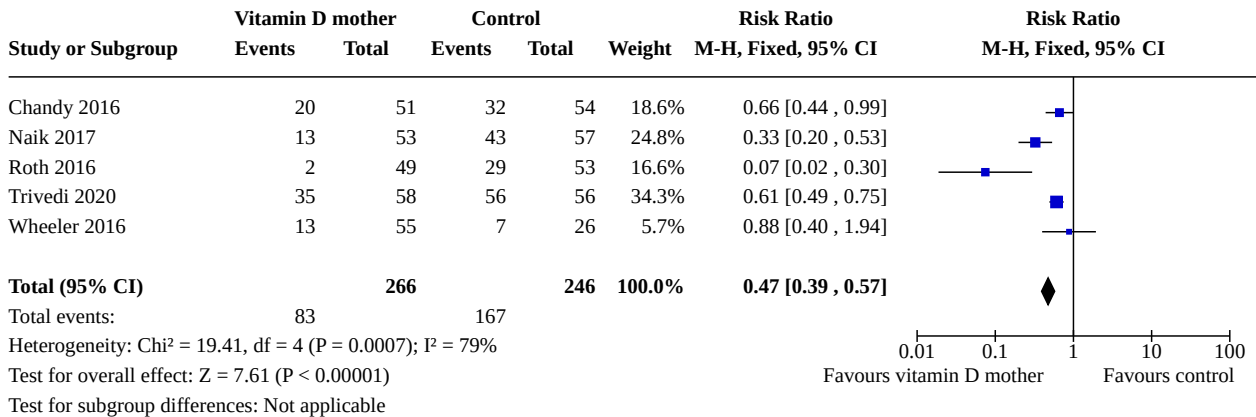 Vitamin D mother Control Risk Ratio Risk Ratio
Study or Subgroup Events Total Events Total Weight M-H, Fixed, 95% CI M-H, Fixed, 95% CI
Chandy 2016 20 51 32 54 18.6% 0.66 [0.44 , 0.99]
Naik 2017 13 53 43 57 24.8% 0.33 [0.20 , 0.53]
Roth 2016 2 49 29 53 16.6% 0.07 [0.02 , 0.30]
Trivedi 2020 35 58 56 56 34.3% 0.61 [0.49 , 0.75]
Wheeler 2016 13 55 7 26 5.7% 0.88 [0.40 , 1.94]
Total (95% CI) 266 246 100.0% 0.47 [0.39 , 0.57]
Total events: 83 167
Heterogeneity: Chi² = 19.41, df = 4 (P = 0.0007); I² = 79%
0.01 0.1 1 10 100
Test for overall effect: Z = 7.61 (P < 0.00001)
Favours vitamin D mother Favours control
Test for subgroup differences: Not applicable